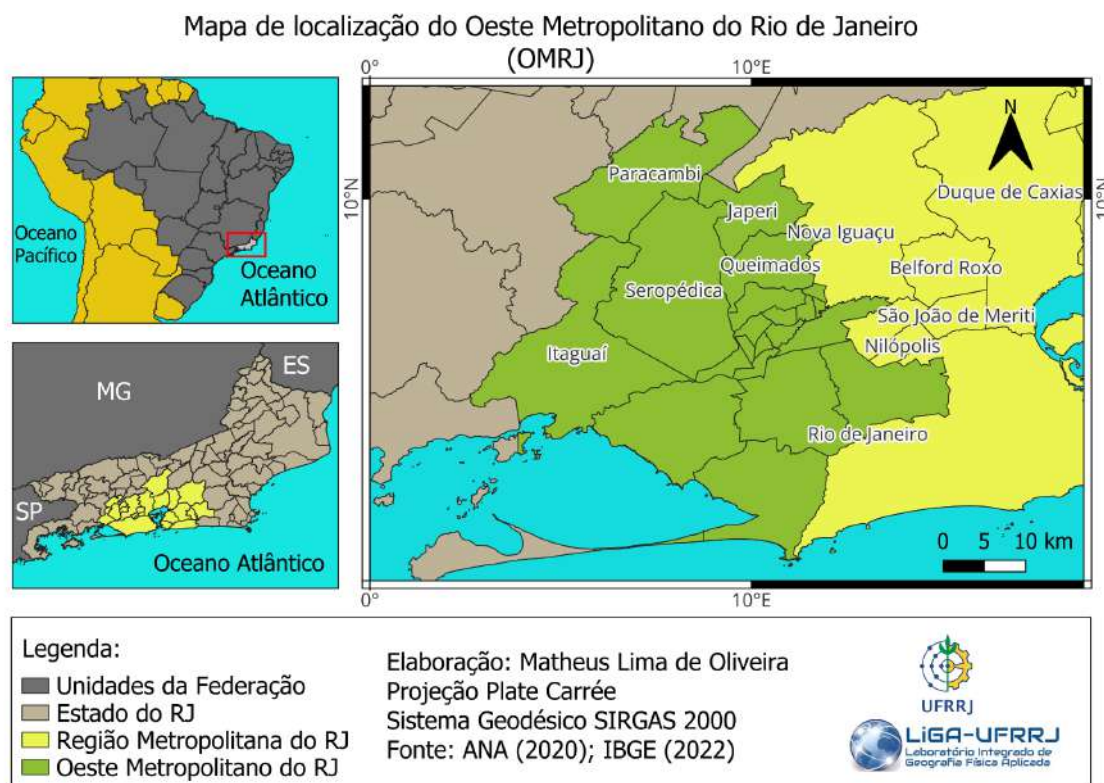 Mapa de localização do Oeste Metropolitano do Rio de Janeiro
(OMRJ)
Oceano
Pacífico
Oceano
Atlântico
MG
ES
SP
Oceano Atlântico
0°
10°E
10°N
10°N
N
Paracambi
Duque de Caxias
Japeri
Nova Iguaçu
Queimados
Belford Roxo
Seropédica
São João de Meriti
Nilópolis
Itaguaí
Rio de Janeiro
0 5 10 km
0°
10°E
Legenda:
Unidades da Federação
Estado do RJ
Região Metropolitana do RJ
Oeste Metropolitano do RJ
Elaboração: Matheus Lima de Oliveira
Projeção Plate Carrée
Sistema Geodésico SIRGAS 2000
Fonte: ANA (2020); IBGE (2022)
UFRRJ
LiGA-UFRRJ
Laboratório Integrado de
Geografia Física Aplicada